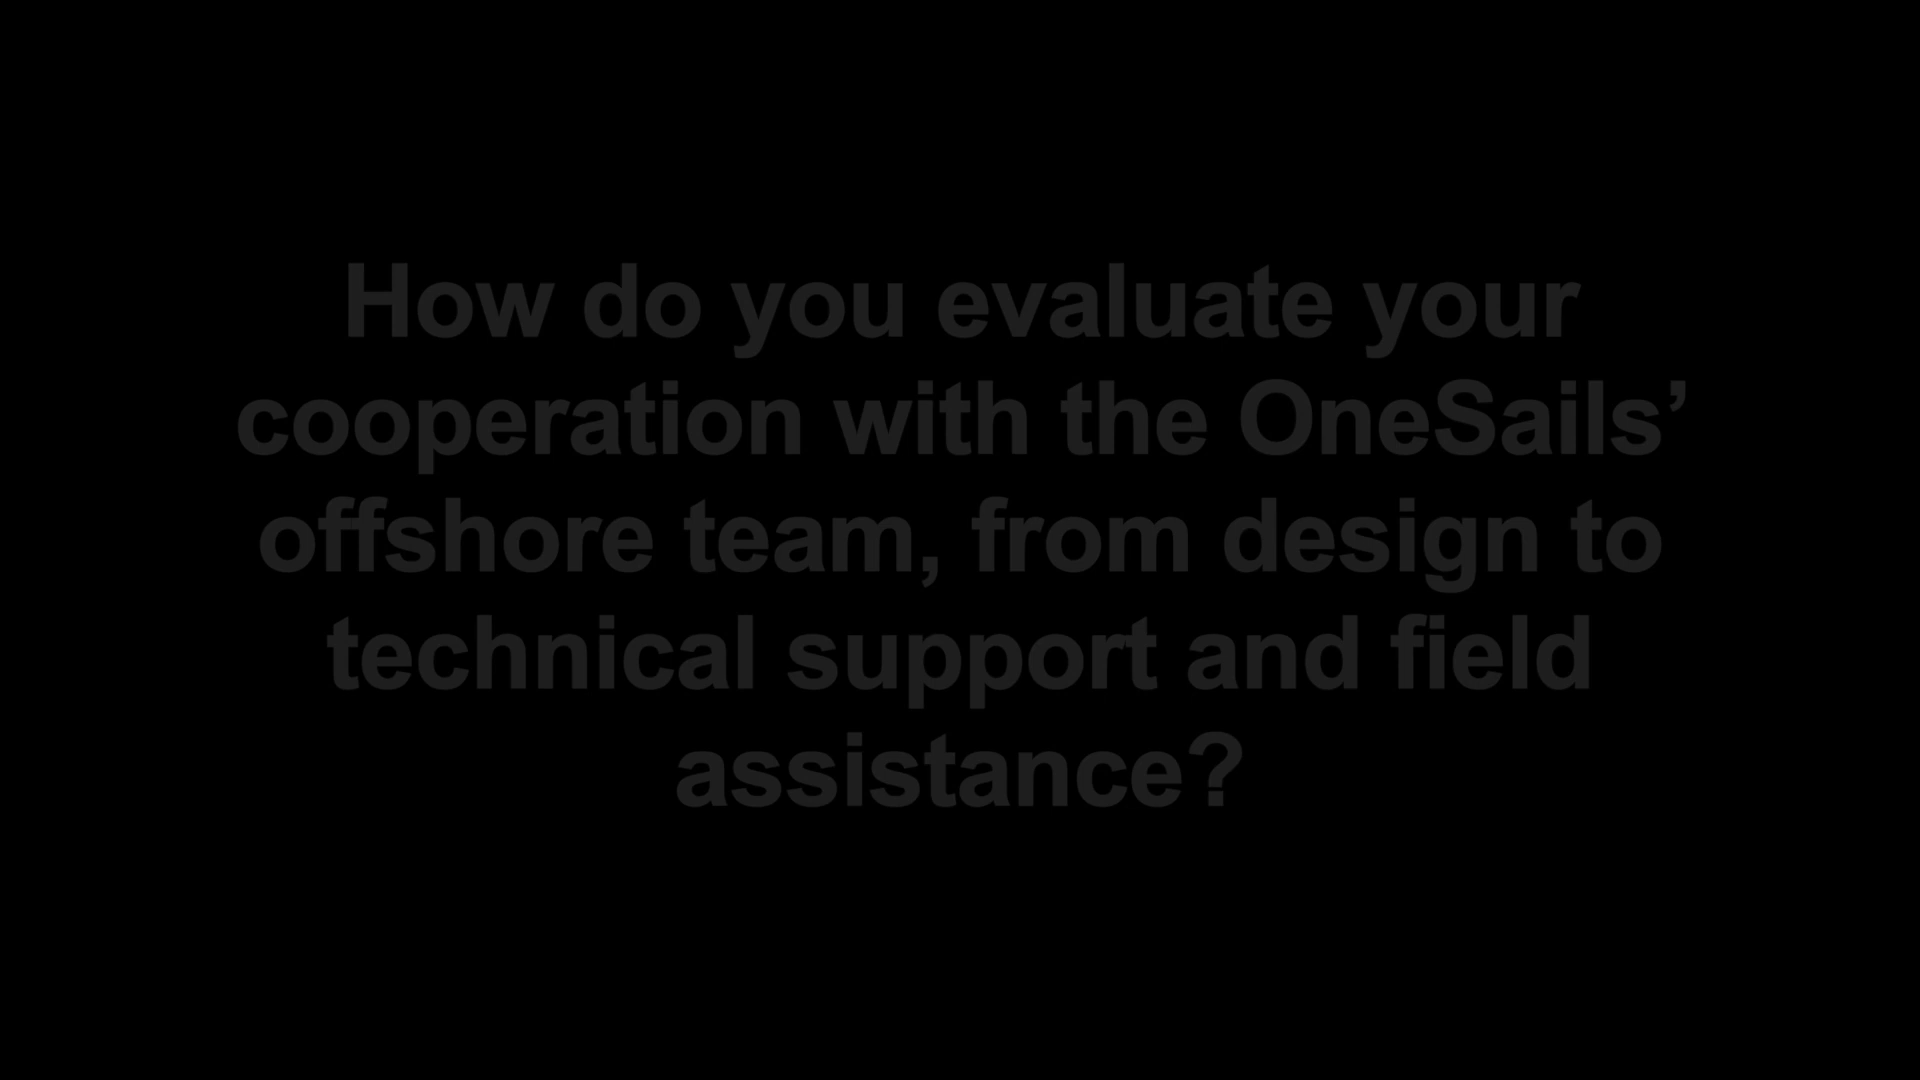 How do you evaluate your
cooperation with the OneSails’
offshore team, from design to
technical support and field
assistance?